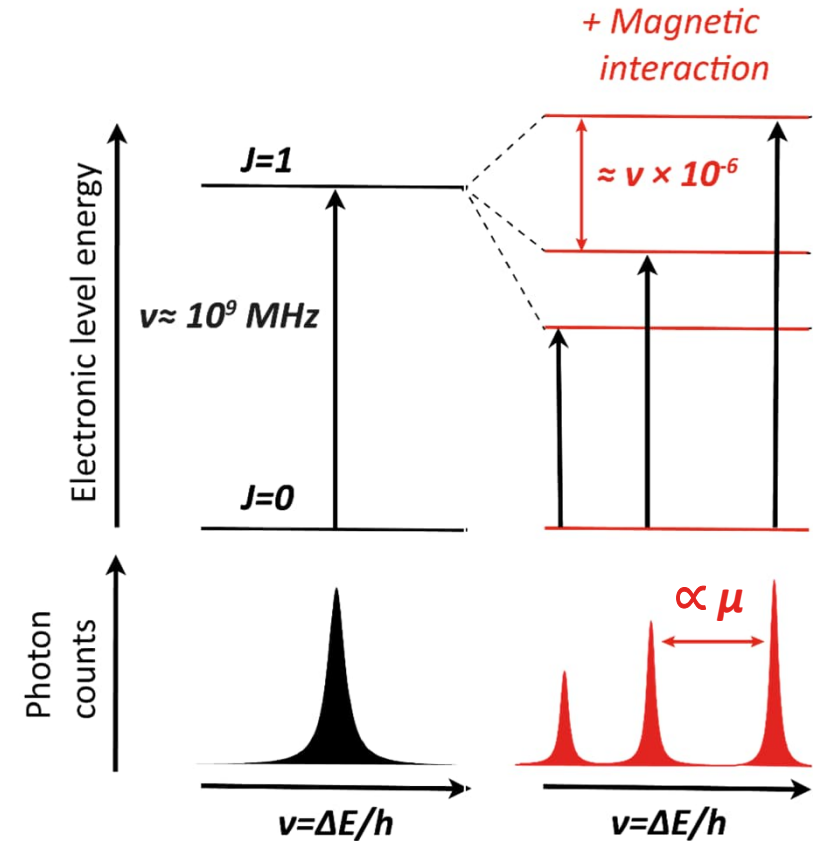 + Magnetic
interaction
Electronic level energy
J=1
≈ ν × 10⁻⁶
ν≈ 10⁹ MHz
J=0
Photon
counts
∝ μ
ν=ΔE/h
ν=ΔE/h